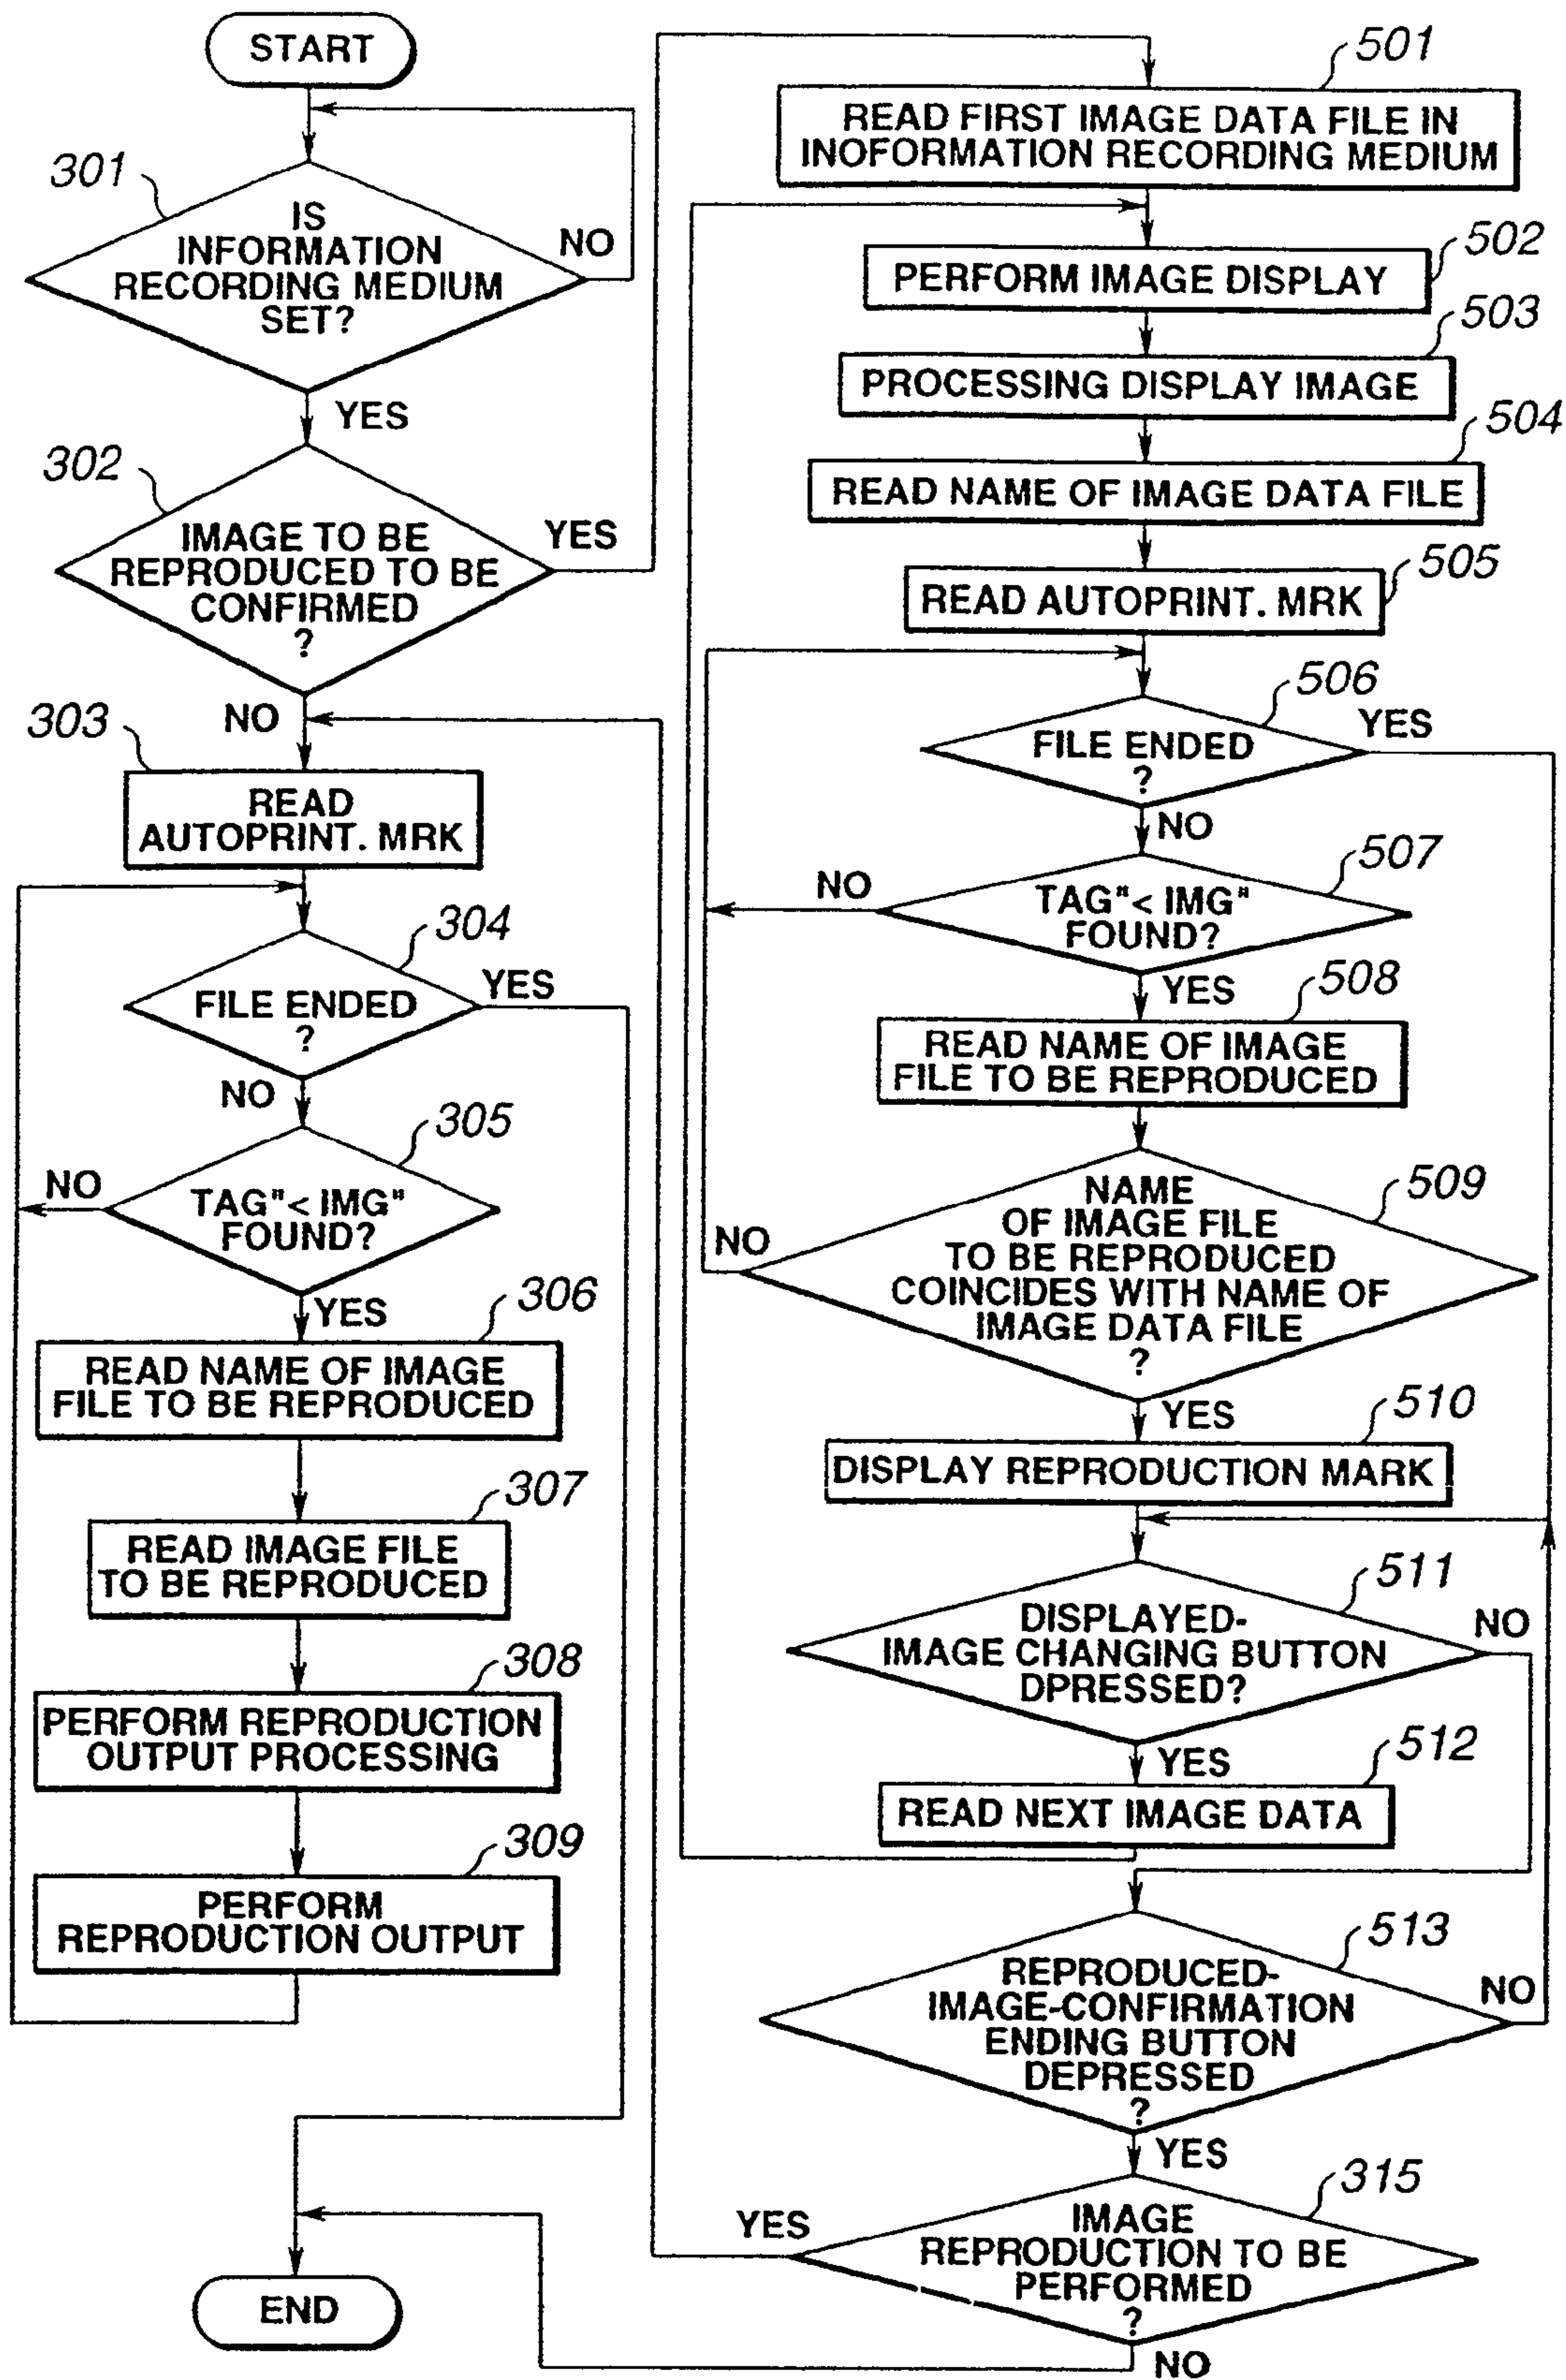 START
301
IS
INFORMATION
RECORDING MEDIUM
SET?
NO
YES
302
IMAGE TO BE
REPRODUCED TO BE
CONFIRMED
?
YES
NO
303
READ
AUTOPRINT. MRK
304
FILE ENDED
?
YES
NO
305
TAG"< IMG"
FOUND?
NO
YES
306
READ NAME OF IMAGE
FILE TO BE REPRODUCED
307
READ IMAGE FILE
TO BE REPRODUCED
308
PERFORM REPRODUCTION
OUTPUT PROCESSING
309
PERFORM
REPRODUCTION OUTPUT
END
501
READ FIRST IMAGE DATA FILE IN
INOFORMATION RECORDING MEDIUM
502
PERFORM IMAGE DISPLAY
503
PROCESSING DISPLAY IMAGE
504
READ NAME OF IMAGE DATA FILE
505
READ AUTOPRINT. MRK
506
FILE ENDED
?
YES
NO
507
TAG"< IMG"
FOUND?
NO
YES
508
READ NAME OF IMAGE
FILE TO BE REPRODUCED
509
NAME
OF IMAGE FILE
TO BE REPRODUCED
COINCIDES WITH NAME OF
IMAGE DATA FILE
?
NO
YES
510
DISPLAY REPRODUCTION MARK
511
DISPLAYED-
IMAGE CHANGING BUTTON
DPRESSED?
NO
YES
512
READ NEXT IMAGE DATA
513
REPRODUCED-
IMAGE-CONFIRMATION
ENDING BUTTON
DEPRESSED
?
NO
YES
315
IMAGE
REPRODUCTION TO BE
PERFORMED
?
YES
NO